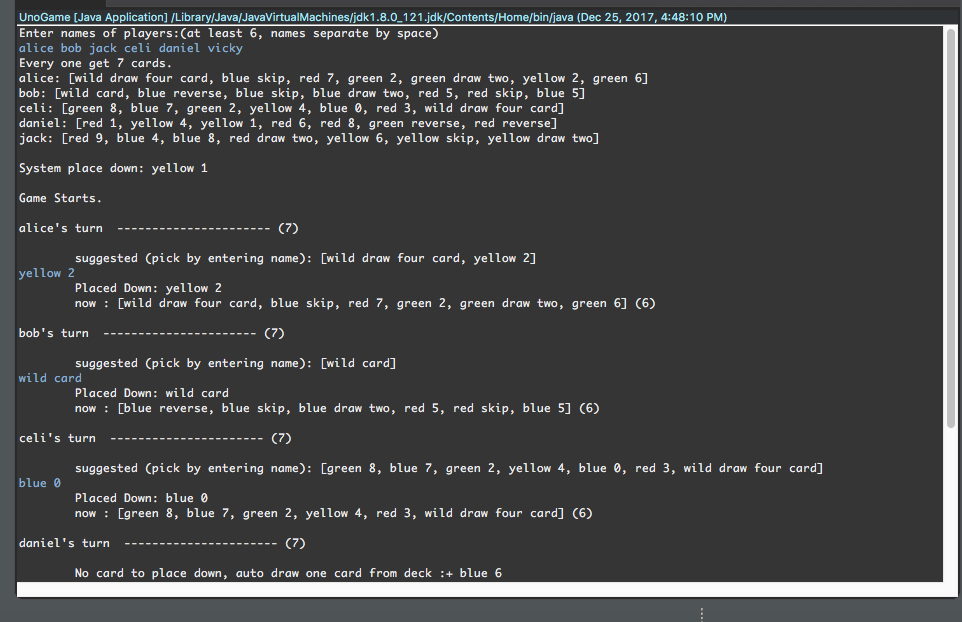 UnoGame [Java Application] /Library/Java/JavaVirtualMachines/jdk1.8.0_121.jdk/Contents/Home/bin/java (Dec 25, 2017, 4:48:10 PM)
Enter names of players:(at least 6, names separate by space)
alice bob jack celi daniel vicky
Every one get 7 cards.
alice: [wild draw four card, blue skip, red 7, green 2, green draw two, yellow 2, green 6]
bob: [wild card, blue reverse, blue skip, blue draw two, red 5, red skip, blue 5]
celi: [green 8, blue 7, green 2, yellow 4, blue 0, red 3, wild draw four card]
daniel: [red 1, yellow 4, yellow 1, red 6, red 8, green reverse, red reverse]
jack: [red 9, blue 4, blue 8, red draw two, yellow 6, yellow skip, yellow draw two]
System place down: yellow 1
Game Starts.
alice's turn ---------------------- (7)
suggested (pick by entering name): [wild draw four card, yellow 2]
yellow 2
Placed Down: yellow 2
now : [wild draw four card, blue skip, red 7, green 2, green draw two, green 6] (6)
bob's turn ---------------------- (7)
suggested (pick by entering name): [wild card]
wild card
Placed Down: wild card
now : [blue reverse, blue skip, blue draw two, red 5, red skip, blue 5] (6)
celi's turn ---------------------- (7)
suggested (pick by entering name): [green 8, blue 7, green 2, yellow 4, blue 0, red 3, wild draw four card]
blue 0
Placed Down: blue 0
now : [green 8, blue 7, green 2, yellow 4, red 3, wild draw four card] (6)
daniel's turn ---------------------- (7)
No card to place down, auto draw one card from deck :+ blue 6